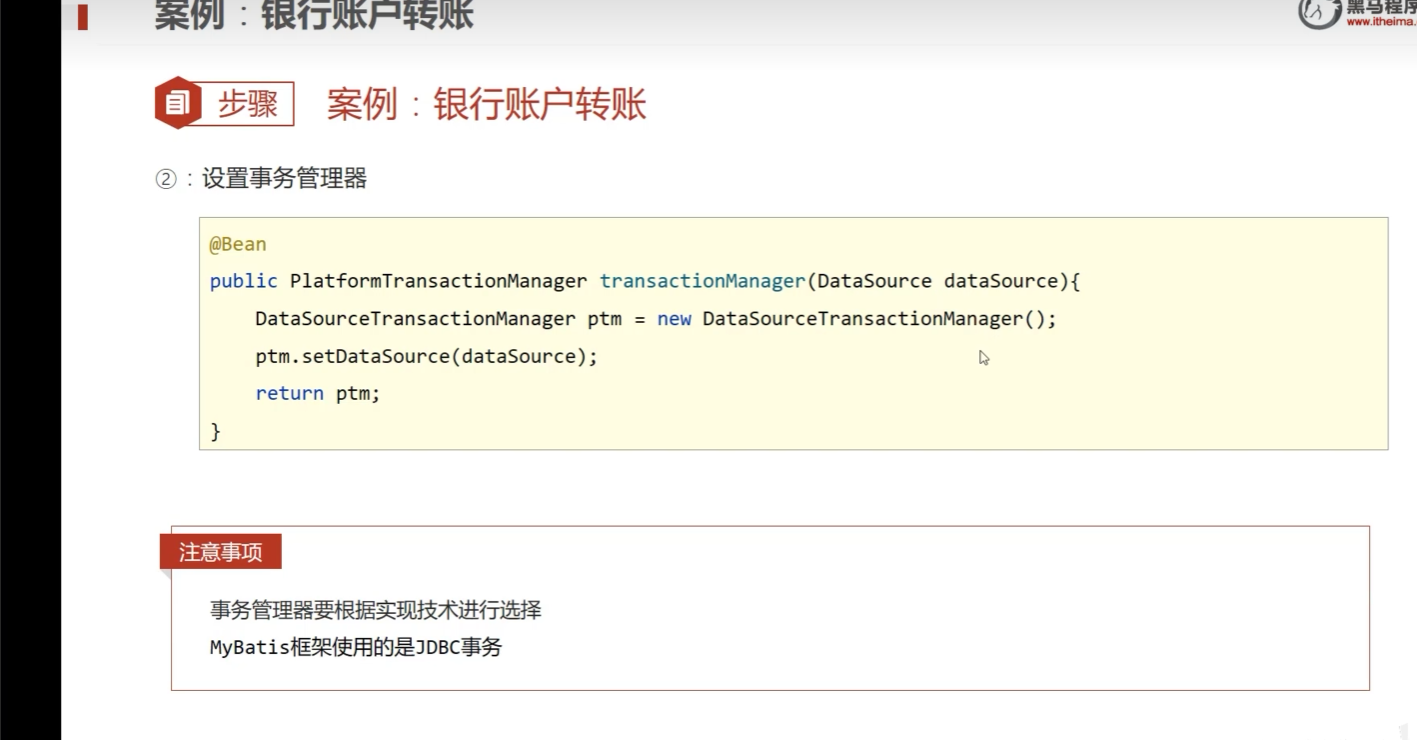 案例：银行账户转账
黑马程序
www.itheima.
步骤
案例：银行账户转账
②：设置事务管理器
@Bean
public PlatformTransactionManager transactionManager(DataSource dataSource){
DataSourceTransactionManager ptm = new DataSourceTransactionManager();
ptm.setDataSource(dataSource);
return ptm;
}
注意事项
事务管理器要根据实现技术进行选择
MyBatis框架使用的是JDBC事务